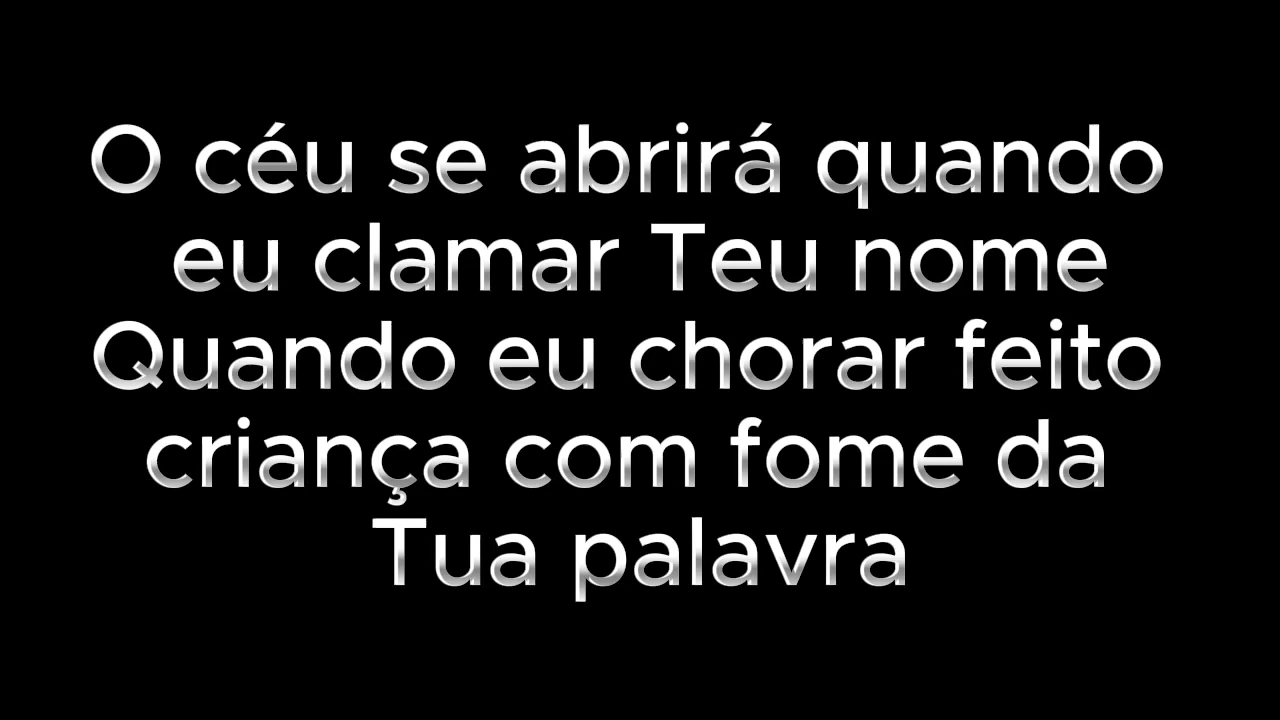 O céu se abrirá quando
eu clamar Teu nome
Quando eu chorar feito
criança com fome da
Tua palavra